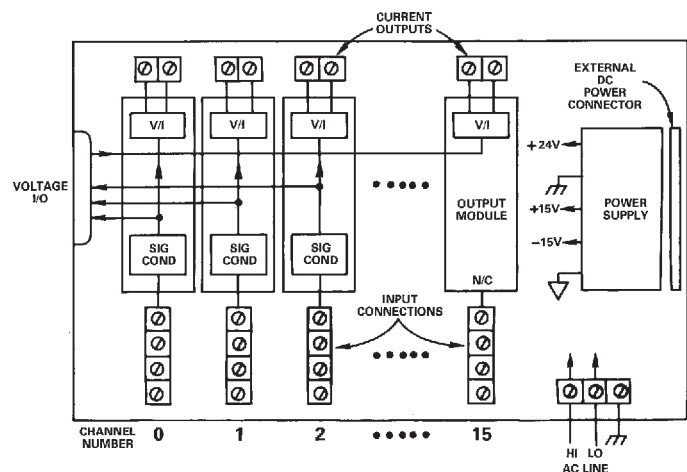 CURRENT
OUTPUTS
EXTERNAL
DC
POWER
CONNECTOR
V/I
V/I
V/I
V/I
+24V
VOLTAGE
I/O
OUTPUT
MODULE
+15V
POWER
SUPPLY
-15V
SIG
COND
SIG
COND
SIG
COND
N/C
INPUT
CONNECTIONS
CHANNEL
NUMBER
0
1
2
15
HI
LO
AC LINE